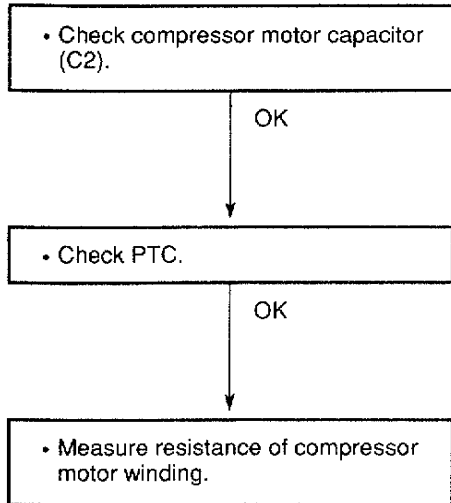 • Check compressor motor capacitor
(C2).
OK
• Check PTC.
OK
• Measure resistance of compressor
motor winding.